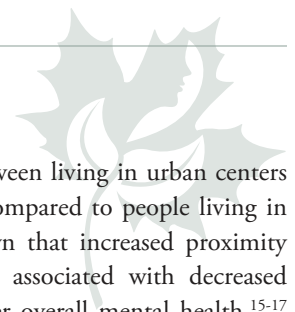 ween living in urban centers
ompared to people living in
n that increased proximity
associated with decreased
r overall mental health.15-17